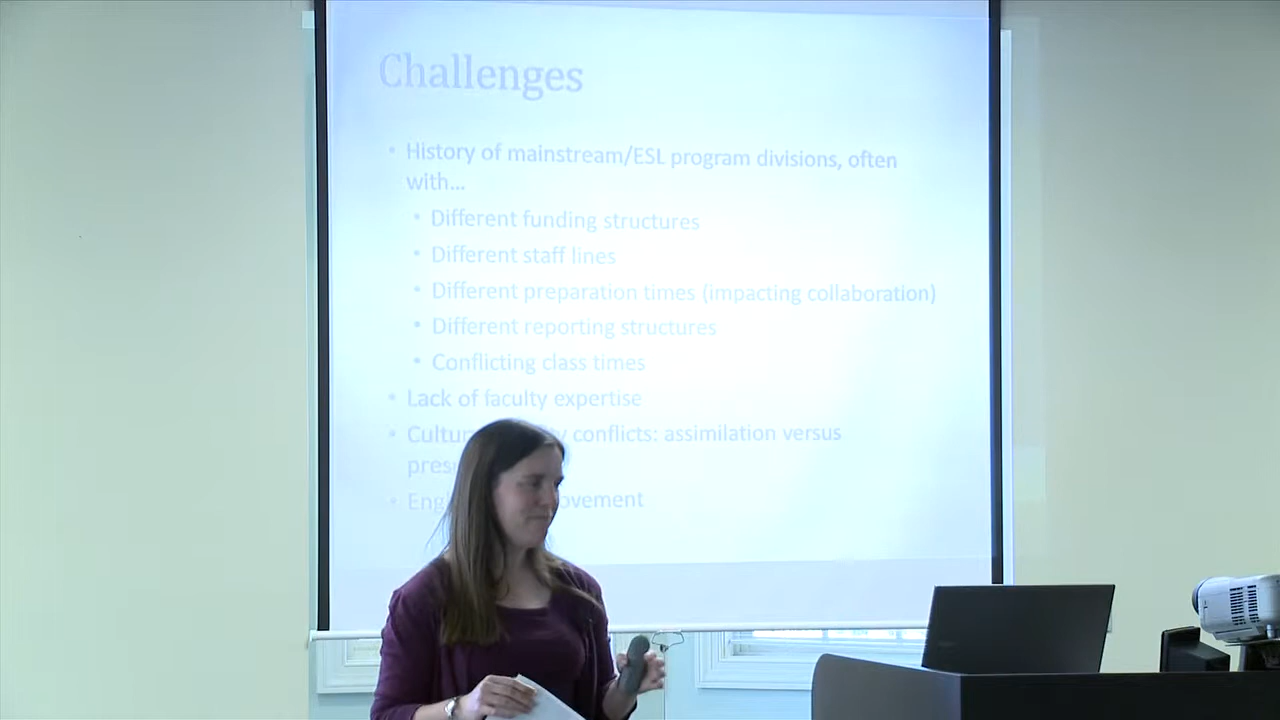 Challenges
• History of mainstream/ESL program divisions, often
with...
• Different funding structures
• Different staff lines
• Different preparation times (impacting collaboration)
• Different reporting structures
• Conflicting class times
• Lack of faculty expertise
• conflicts: assimilation versus
•